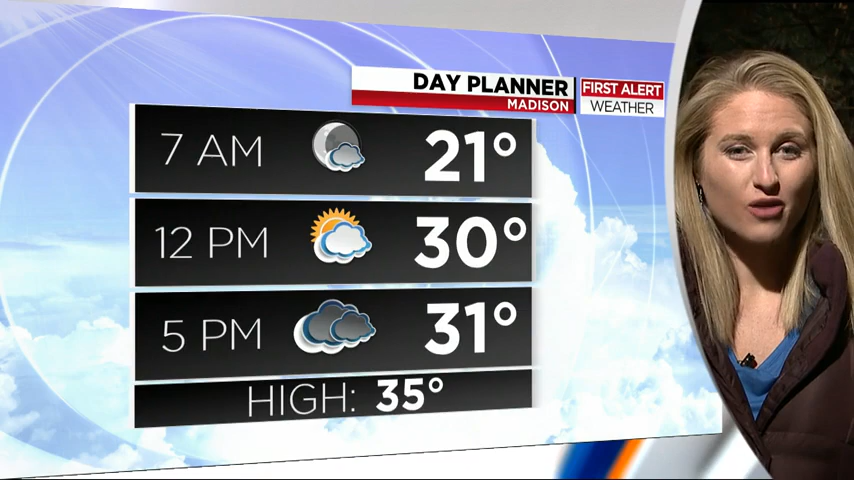 DAY PLANNER
MADISON
FIRST ALERT
WEATHER
7 AM 21°
12 PM 30°
5 PM 31°
HIGH: 35°